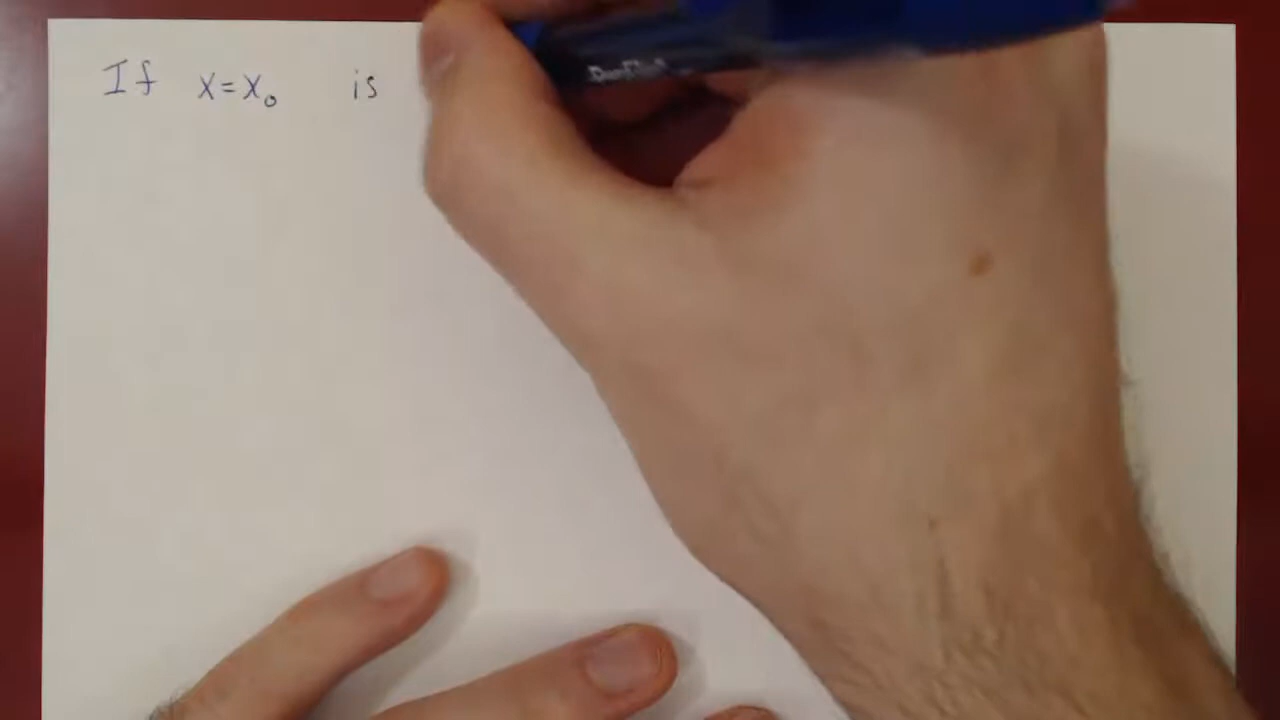 If x=x₀ is